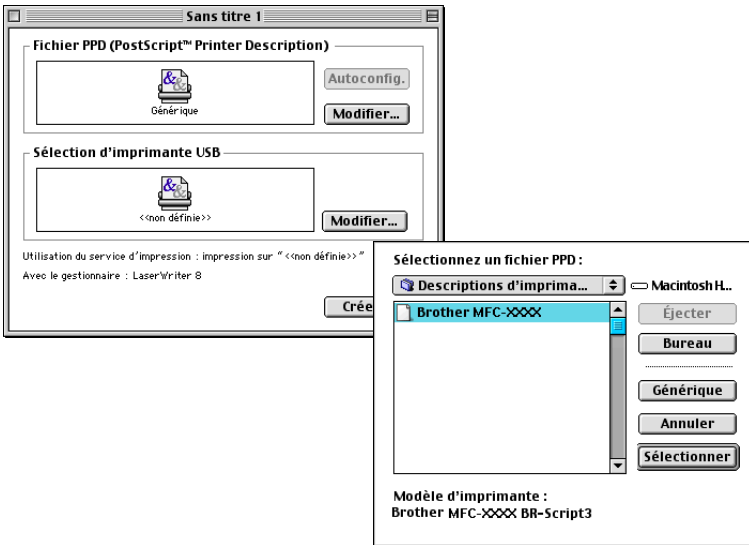 Sans titre 1
Fichier PPD (PostScript™ Printer Description)
Générique
Autoconfig.
Modifier...
Sélection d'imprimante USB
<<non définie>>
Modifier...
Utilisation du service d'impression : impression sur "<<non définie>>"
Avec le gestionnaire : LaserWriter 8
Crée
Sélectionnez un fichier PPD :
Descriptions d'imprima...
Macintosh H...
Brother MFC-XXXX
Éjecter
Bureau
Générique
Annuler
Sélectionner
Modèle d'imprimante :
Brother MFC-XXXX BR-Script3